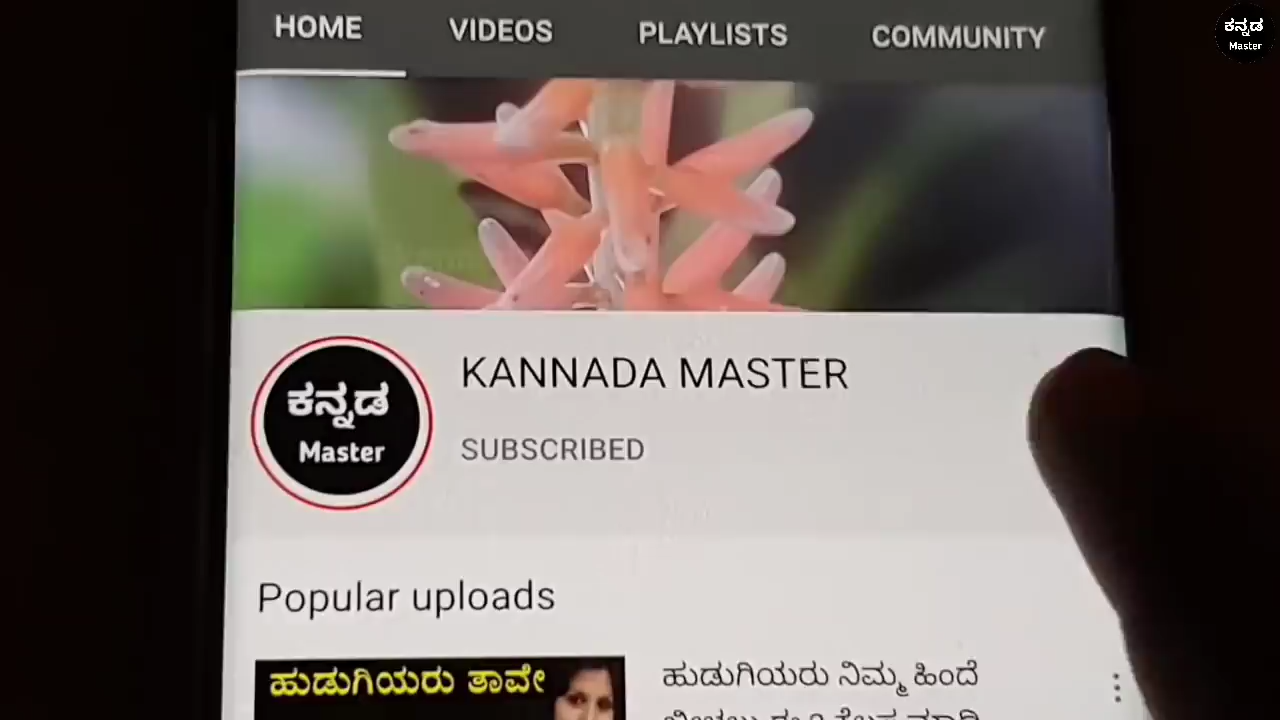 HOME VIDEOS PLAYLISTS COMMUNITY
ಕನ್ನಡ
Master
ಕನ್ನಡ
Master
KANNADA MASTER
SUBSCRIBED
Popular uploads
ಹುಡುಗಿಯರು ತಾವೇ
ಹುಡುಗಿಯರು ನಿಮ್ಮ ಹಿಂದೆ